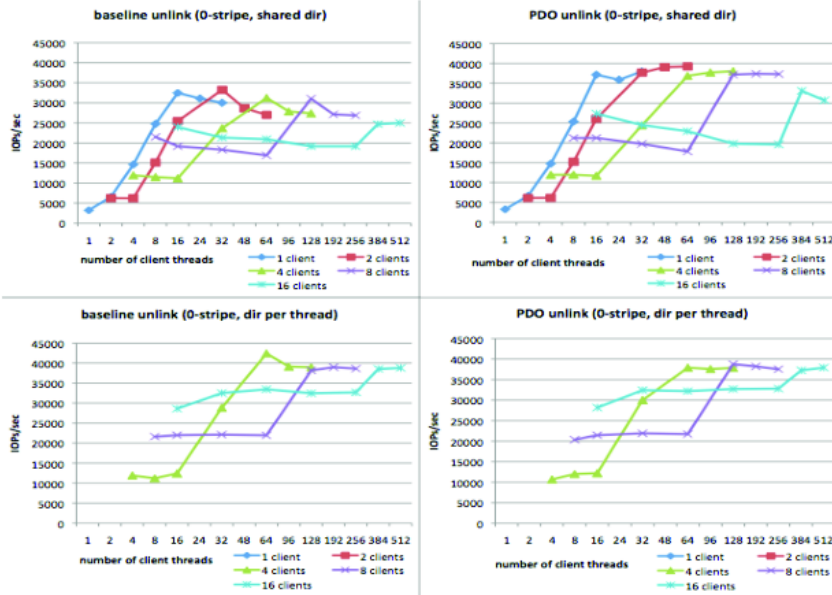 baseline unlink (0-stripe, shared dir)
45000
40000
35000
30000
25000
20000
15000
10000
5000
0
IOPs/sec
1 2 4 8 16 24 32 48 64 96 128 192 256 384 512
number of client threads
1 client
2 clients
4 clients
8 clients
16 clients
PDO unlink (0-stripe, shared dir)
45000
40000
35000
30000
25000
20000
15000
10000
5000
0
IOPs/sec
1 2 4 8 16 24 32 48 64 96 128 192 256 384 512
number of client threads
1 client
2 clients
4 clients
8 clients
16 clients
baseline unlink (0-stripe, dir per thread)
45000
40000
35000
30000
25000
20000
15000
10000
5000
0
IOPs/sec
1 2 4 8 16 24 32 48 64 96 128 192 256 384 512
number of client threads
1 client
2 clients
4 clients
8 cilents
16 clients
PDO unlink (0-stripe, dir per thread)
45000
40000
35000
30000
25000
20000
15000
10000
5000
0
IOPs/sec
1 2 4 8 16 24 32 48 64 96 128 192 256 384 512
number of client threads
1 client
2 clients
4 clients
8 clients
16 clients